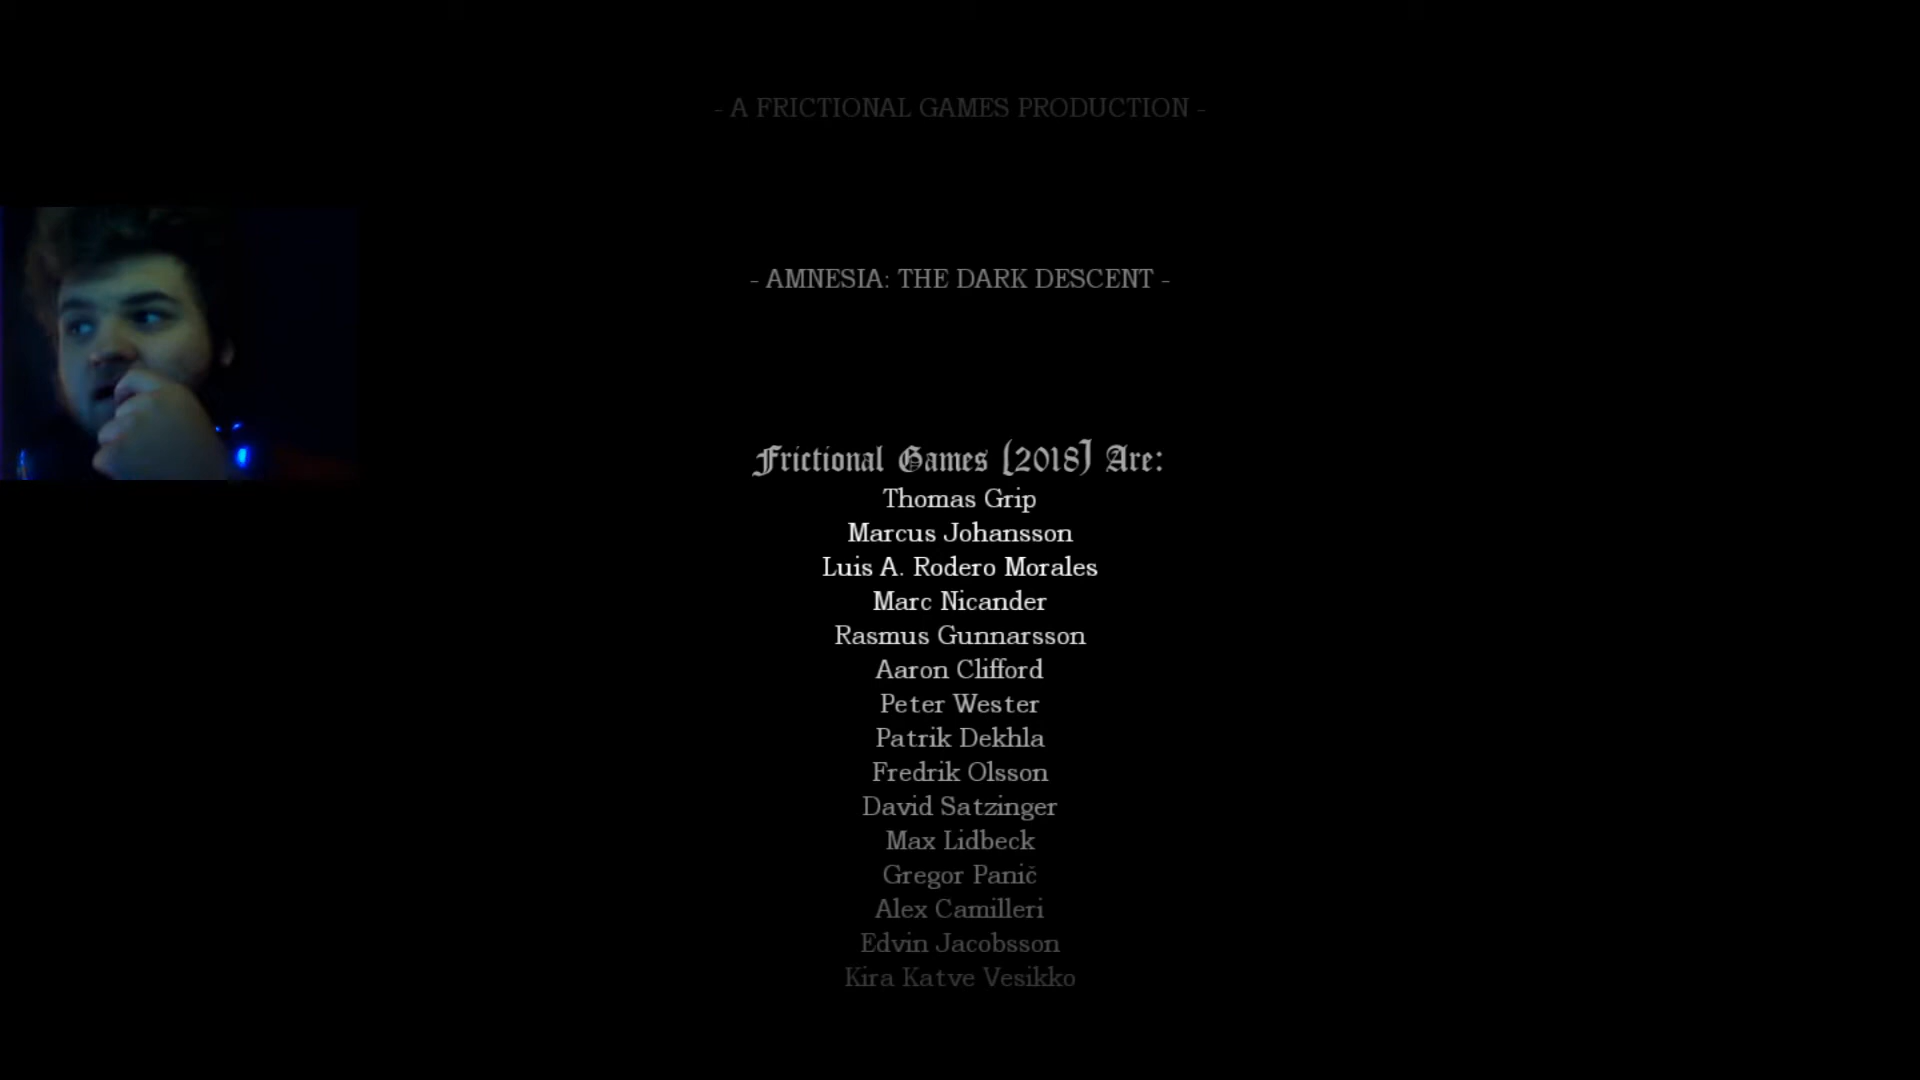 - A FRICTIONAL GAMES PRODUCTION -
- AMNESIA: THE DARK DESCENT -
Frictional Games [2018] Are:
Thomas Grip
Marcus Johansson
Luis A. Rodero Morales
Marc Nicander
Rasmus Gunnarsson
Aaron Clifford
Peter Wester
Patrik Dekhla
Fredrik Olsson
David Satzinger
Max Lidbeck
Gregor Panič
Alex Camilleri
Edvin Jacobsson
Kira Katve Vesikko